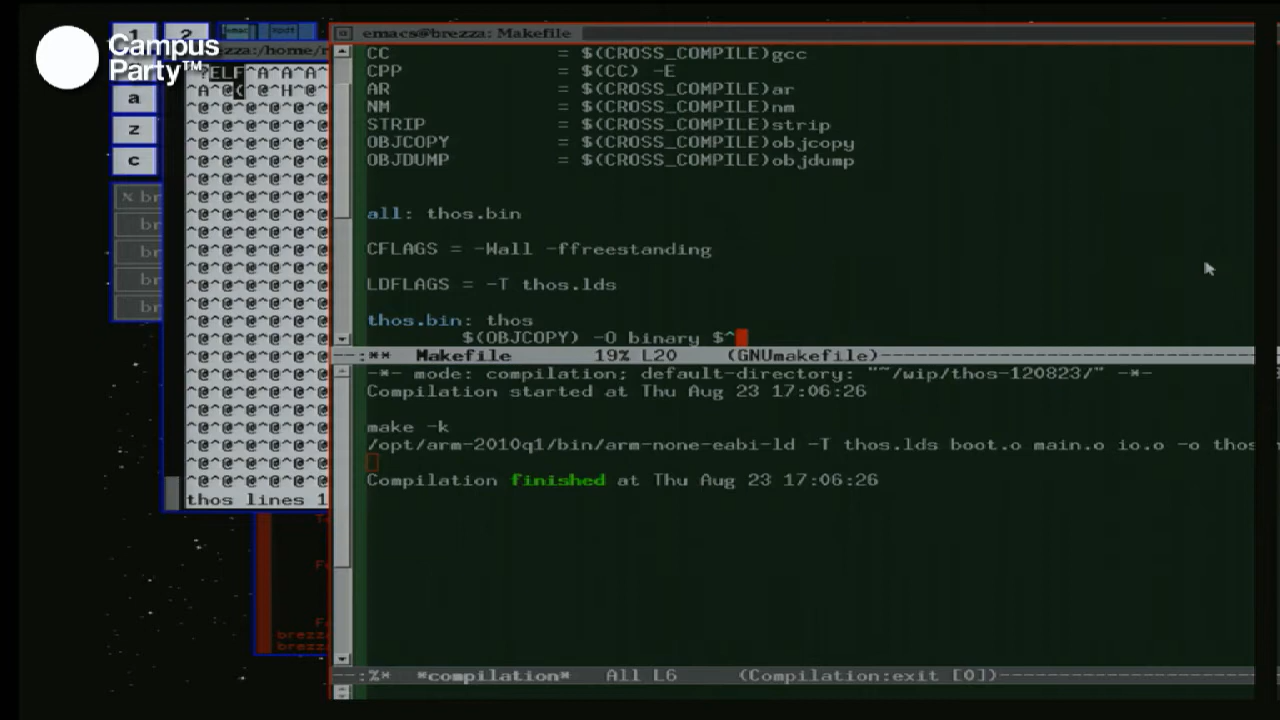 Campus
Party™
1 2
a
z
c
emacs@brezza: Makefile
zza:/home/r
CC = $(CROSS_COMPILE)gcc
CPP = $(CC) -E
AR = $(CROSS_COMPILE)ar
NM = $(CROSS_COMPILE)nm
STRIP = $(CROSS_COMPILE)strip
OBJCOPY = $(CROSS_COMPILE)objcopy
OBJDUMP = $(CROSS_COMPILE)objdump
all: thos.bin
CFLAGS = -Wall -ffreestanding
LDFLAGS = -T thos.lds
thos.bin: thos
$(OBJCOPY) -O binary $^
--:** Makefile 19% L20 (GNUmakefile)
-*- mode: compilation; default-directory: "~/wip/thos-120823/" -*-
Compilation started at Thu Aug 23 17:06:26
make -k
/opt/arm-2010q1/bin/arm-none-eabi-ld -T thos.lds boot.o main.o io.o -o thos
Compilation finished at Thu Aug 23 17:06:26
--:%* *compilation* All L6 (Compilation:exit [0])
thos lines 1
brezz
brezz